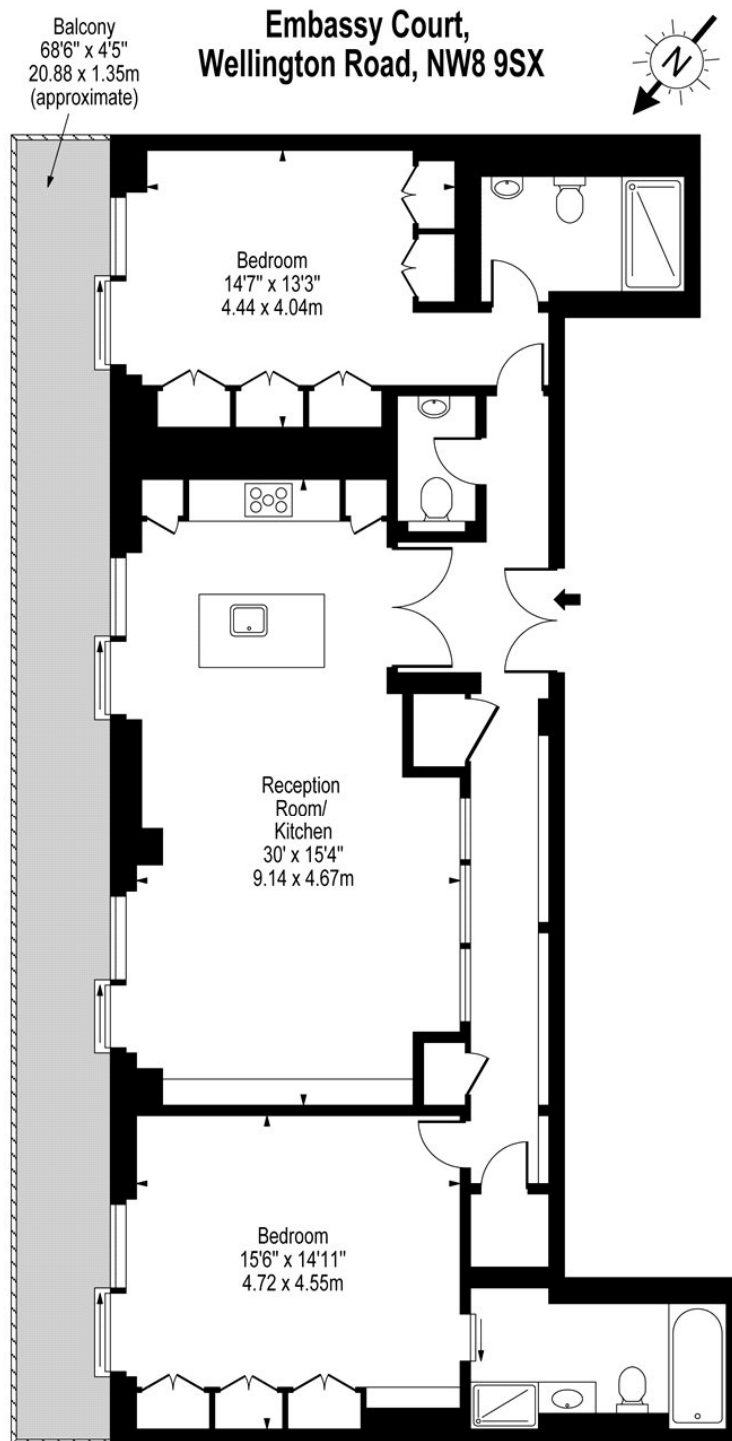 Embassy Court,
Wellington Road, NW8 9SX
Balcony
68'6" x 4'5"
20.88 x 1.35m
(approximate)
N
Bedroom
14'7" x 13'3"
4.44 x 4.04m
Reception
Room/
Kitchen
30' x 15'4"
9.14 x 4.67m
Bedroom
15'6" x 14'11"
4.72 x 4.55m